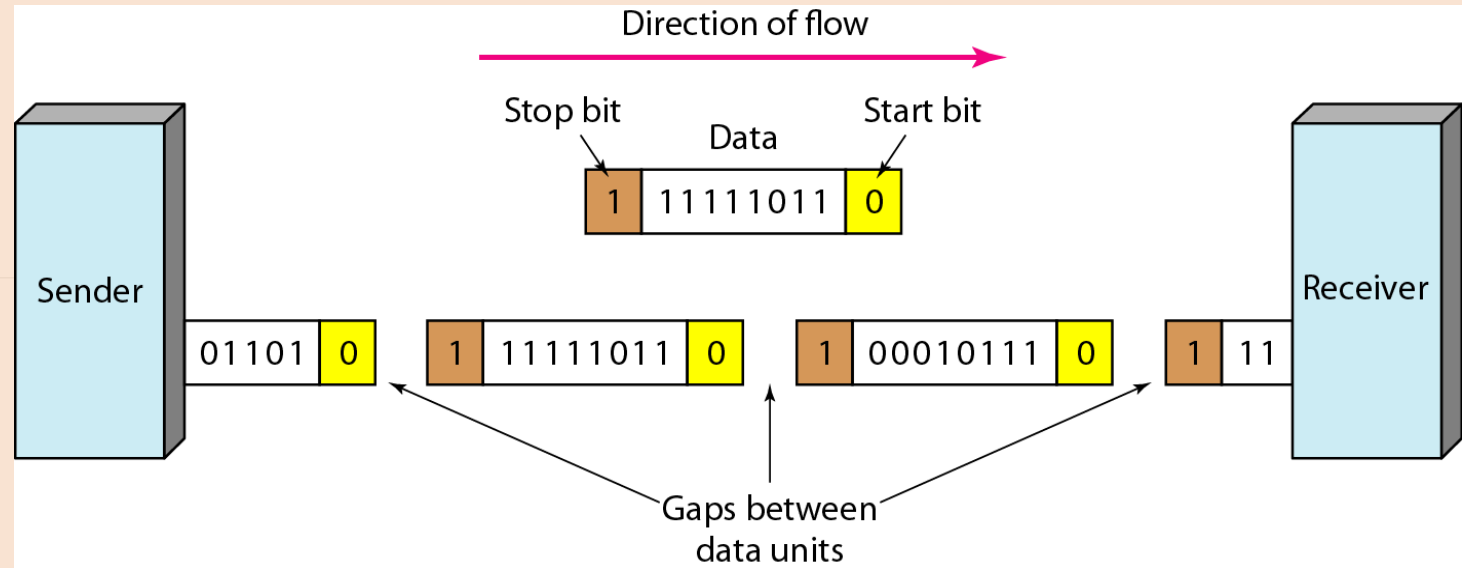 Direction of flow
Stop bit
Start bit
Data
1 11111011 0
Sender
Receiver
01101 0 1 11111011 0 1 00010111 0 1 11
Gaps between
data units